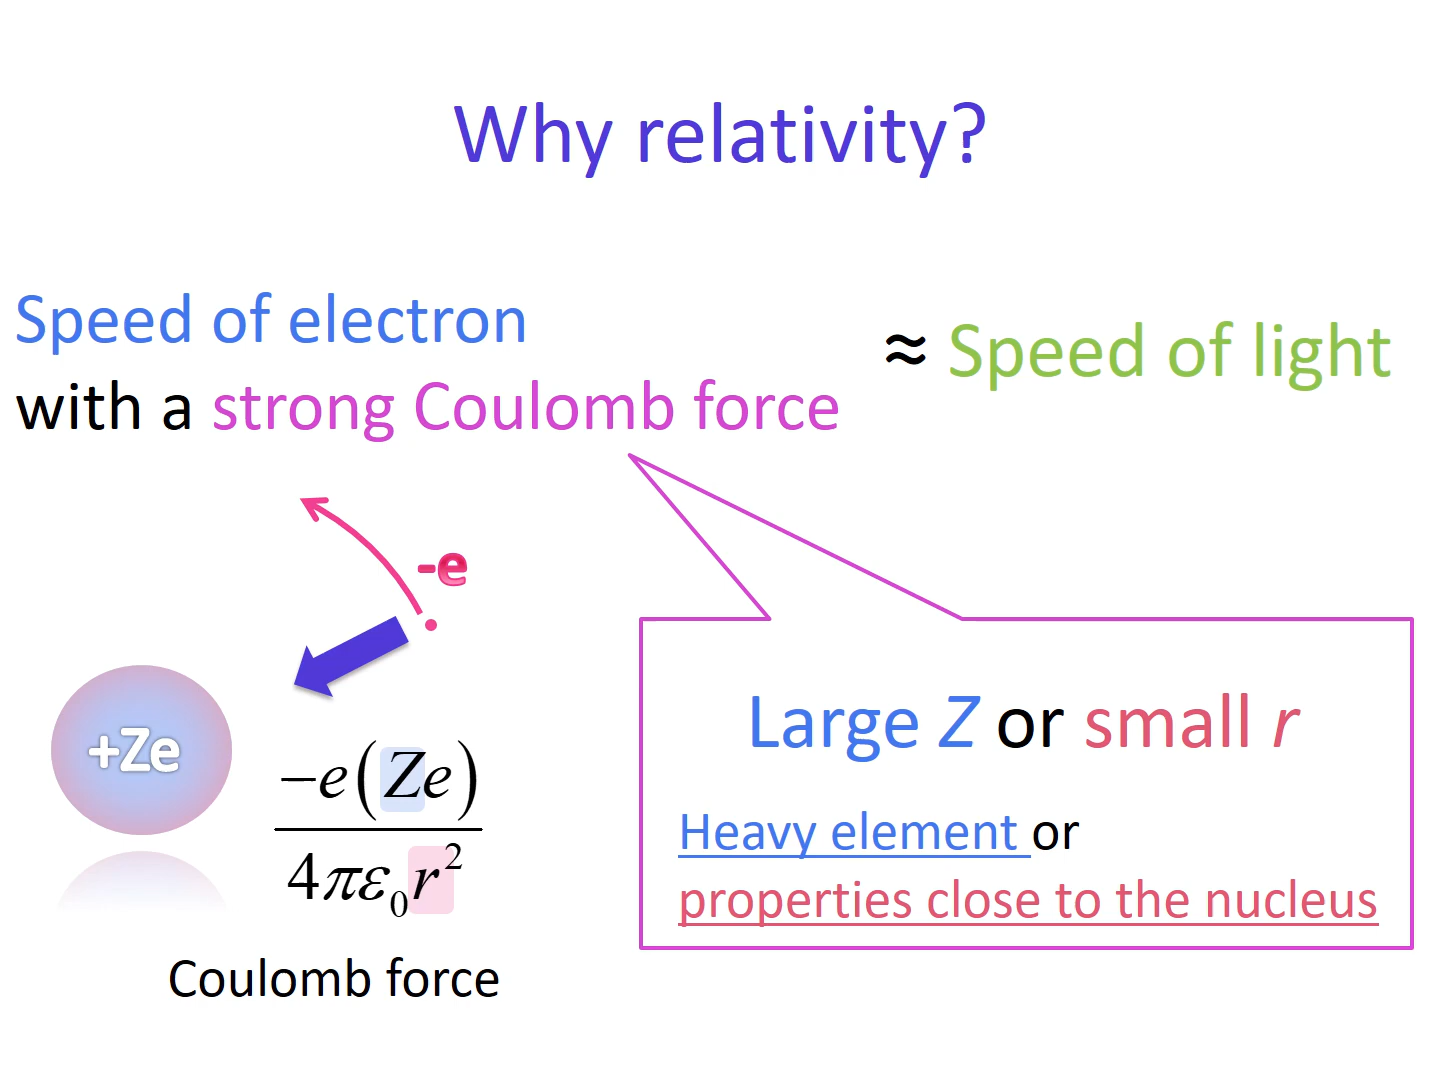 Why relativity?
Speed of electron
with a strong Coulomb force
≈ Speed of light
-e
+Ze
−e(Ze)
4πε₀r²
Coulomb force
Large Z or small r
Heavy element or
properties close to the nucleus